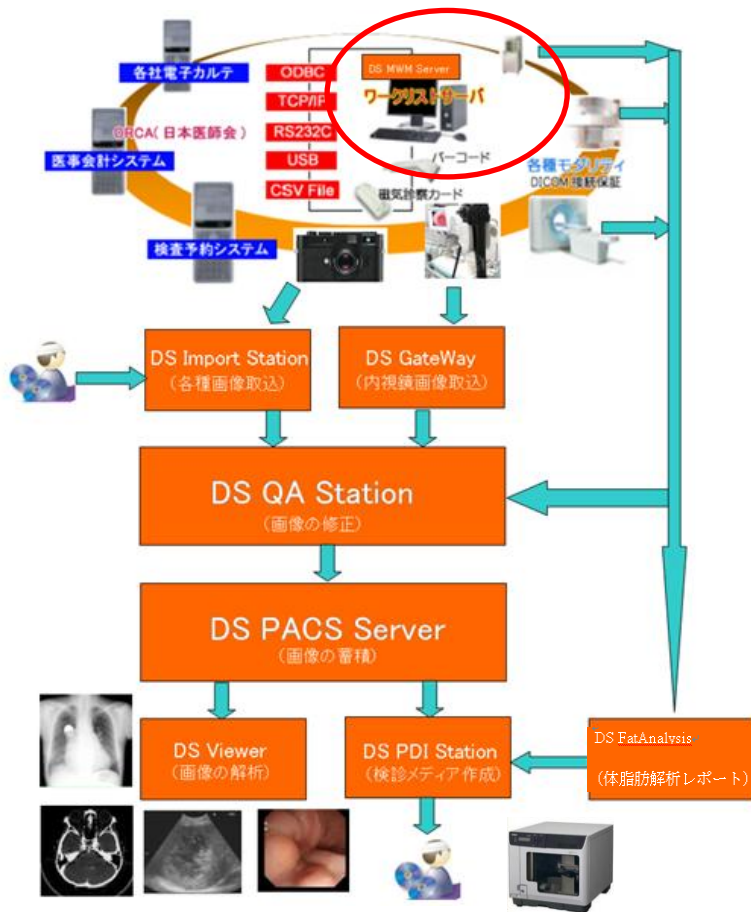 各社電子カルテ
ODBC
DS MWM Server
ワークリストサーバ
TCP/IP
ORCA(日本医師会)
RS232C
医事会計システム
USB
バーコード
各種モダリティ
DICOM 接続保証
CSV File
磁気診察カード
検査予約システム
DS Import Station
(各種画像取込)
DS GateWay
(内視鏡画像取込)
DS QA Station
(画像の修正)
DS PACS Server
(画像の蓄積)
DS Viewer
(画像の解析)
DS PDI Station
(検診メディア作成)
DS FatAnalysis
(体脂肪解析レポート)